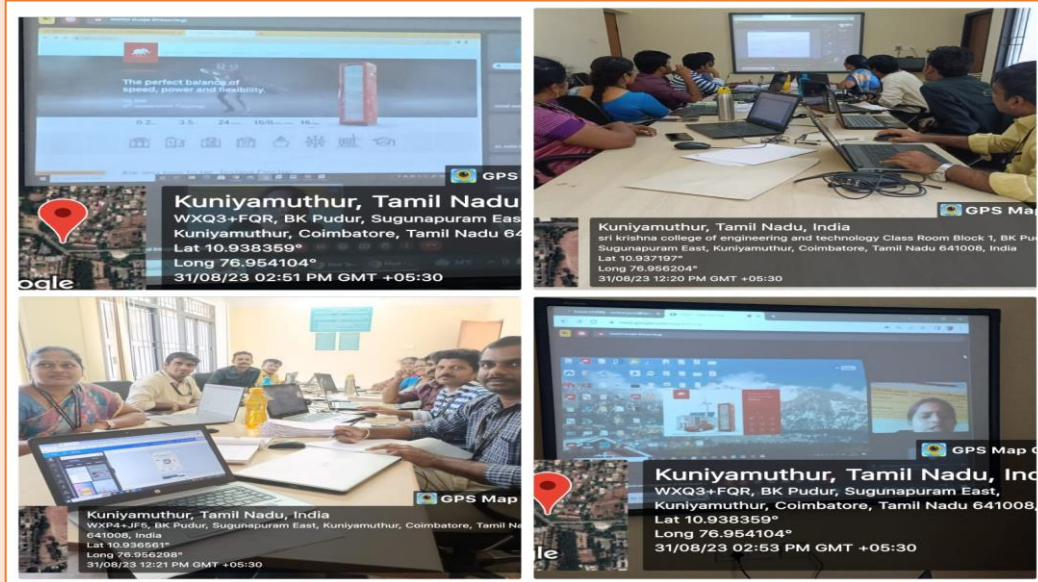 The perfect balance of
speed, power and flexibility.
GPS
Kuniyamuthur, Tamil Nadu
WXQ3+FQR, BK Pudur, Sugunapuram Eas
Kuniyamuthur, Coimbatore, Tamil Nadu 64
Lat 10.938359°
Long 76.954104°
31/08/23 02:51 PM GMT +05:30
ogle
GPS Ma
Kuniyamuthur, Tamil Nadu, India
sri krishna college of engineering and technology Class Room Block 1, BK Pu
Sugunapuram East, Kuniyamuthur, Coimbatore, Tamil Nadu 641008, India
Lat 10.937197°
Long 76.956204°
31/08/23 12:20 PM GMT +05:30
GPS Map
Kuniyamuthur, Tamil Nadu, India
WXP4+JF5, BK Pudur, Sugunapuram East, Kuniyamuthur, Coimbatore, Tamil Na
641008, India
Lat 10.936561°
Long 76.956298°
31/08/23 12:21 PM GMT +05:30
GPS Map
Kuniyamuthur, Tamil Nadu, In
WXQ3+FQR, BK Pudur, Sugunapuram East,
Kuniyamuthur, Coimbatore, Tamil Nadu 641008,
Lat 10.938359°
Long 76.954104°
31/08/23 02:53 PM GMT +05:30
le